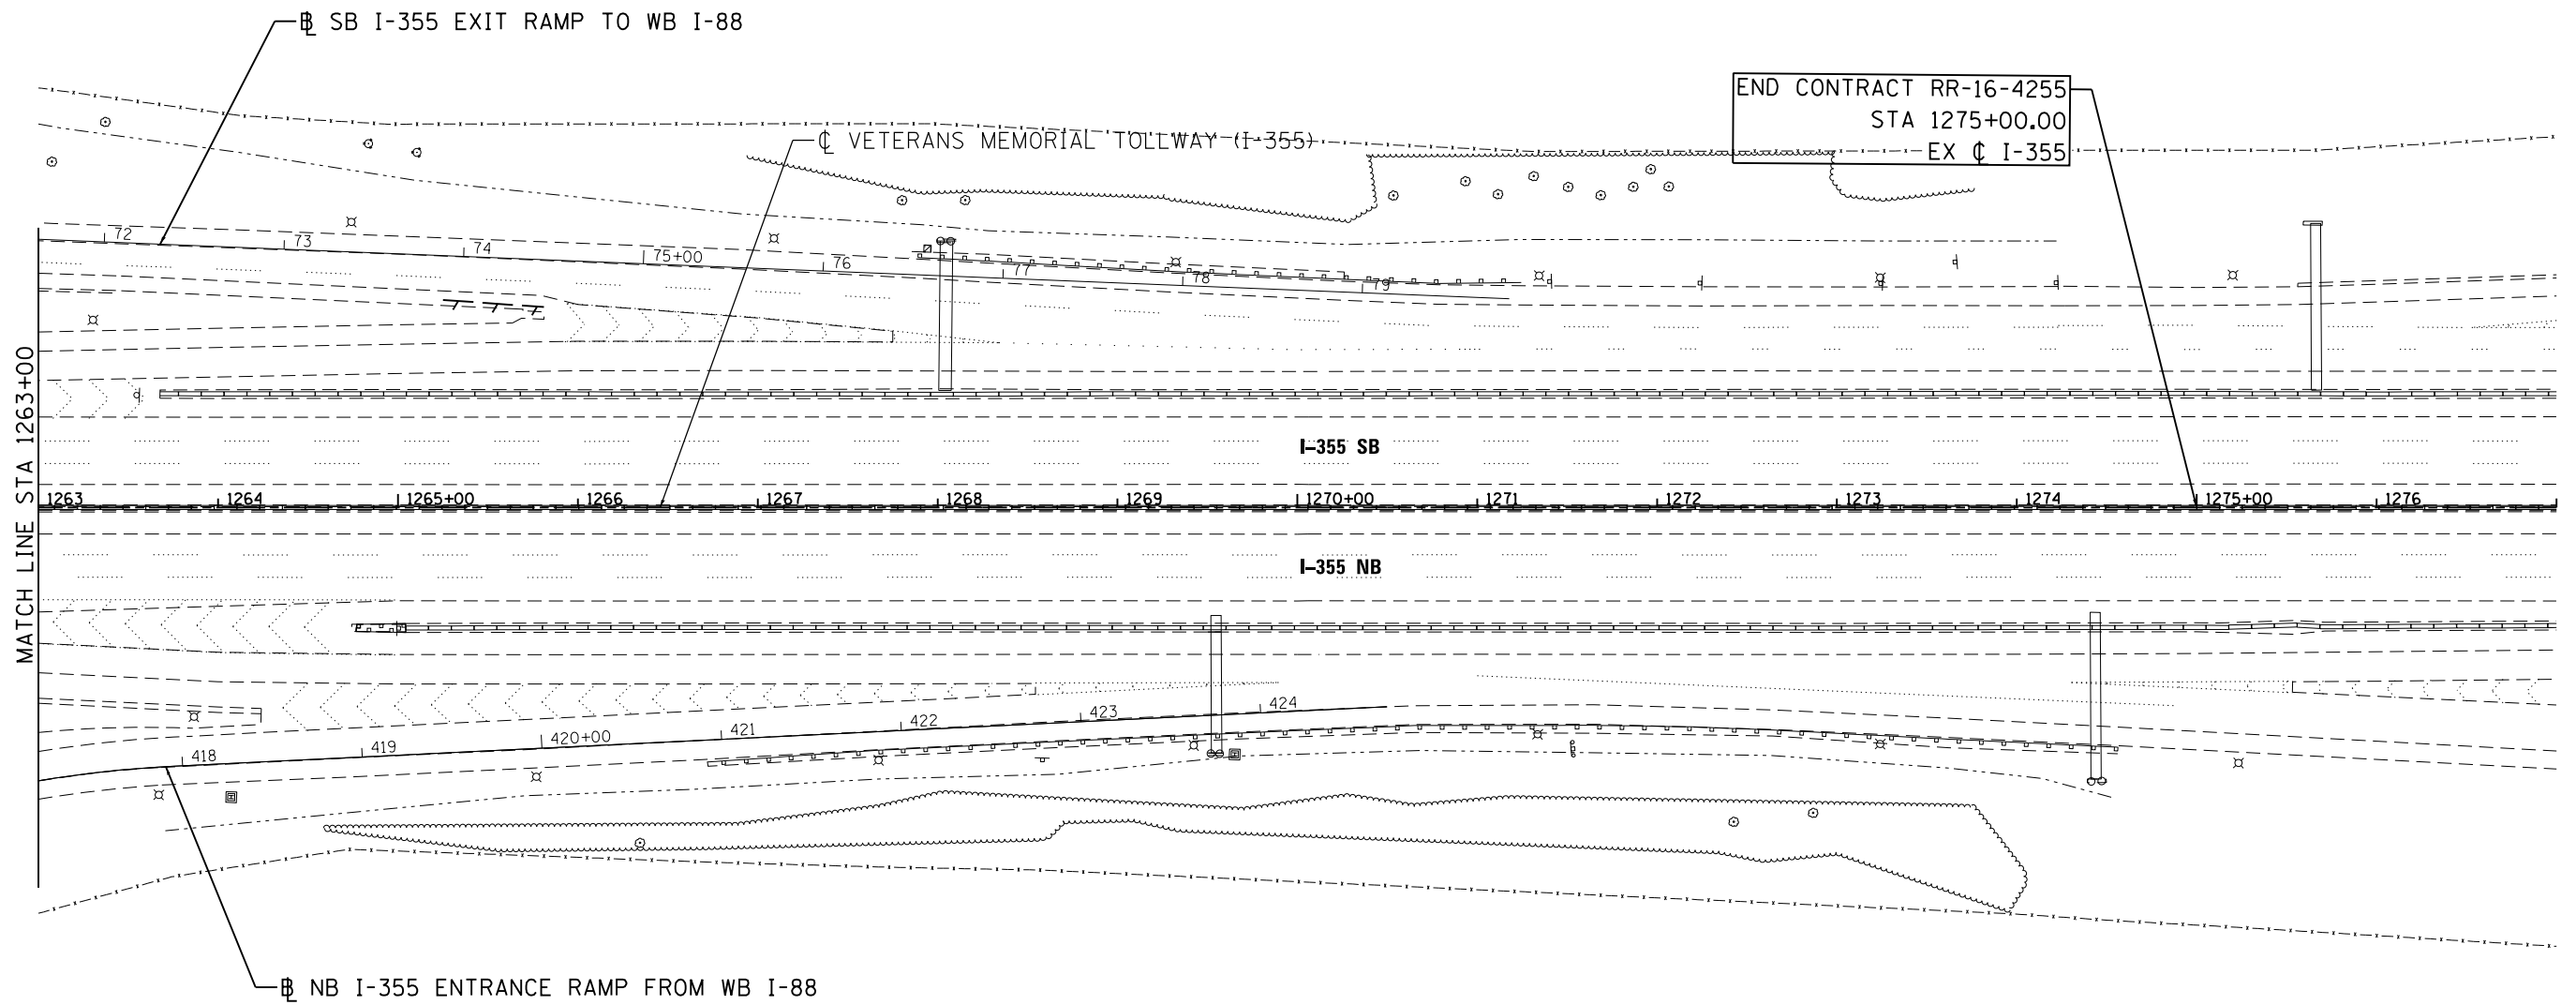 ℄ SB I-355 EXIT RAMP TO WB I-88
END CONTRACT RR-16-4255
STA 1275+00.00
EX ℄ I-355
℄ VETERANS MEMORIAL TOLLWAY (I-355)
72 73 74 75+00 76 77 78 79
MATCH LINE STA 1263+00
I-355 SB
1263 1264 1265+00 1266 1267 1268 1269 1270+00 1271 1272 1273 1274 1275+00 1276
I-355 NB
418 419 420+00 421 422 423 424
BL NB I-355 ENTRANCE RAMP FROM WB I-88